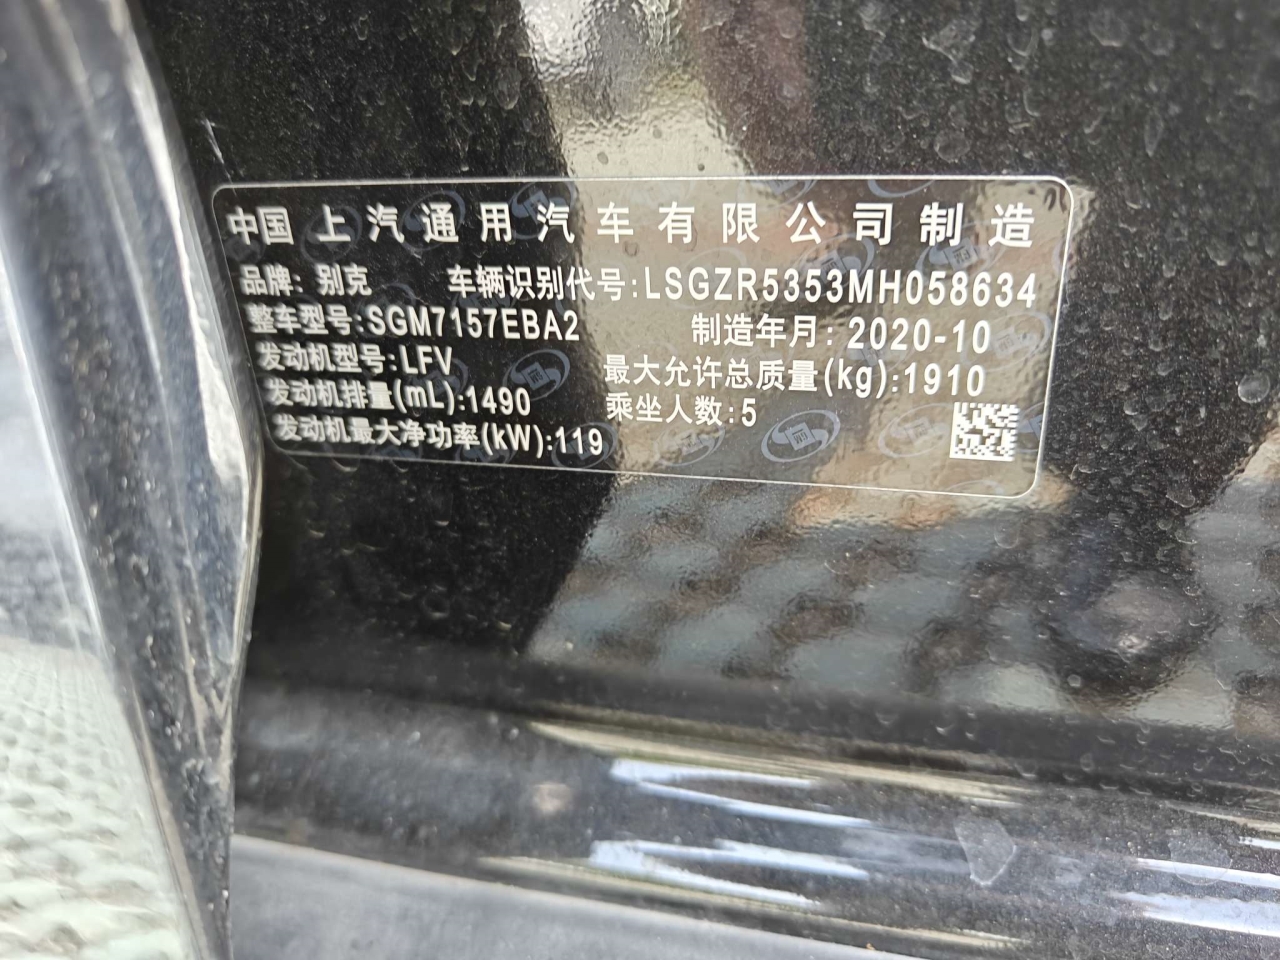 中国 上汽通用汽车有限公司制造
品牌: 别克 车辆识别代号:LSGZR5353MH058634
整车型号:SGM7157EBA2 制造年月: 2020-10
发动机型号:LFV 最大允许总质量(kg):1910
发动机排量(mL):1490 乘坐人数:5
发动机最大净功率(kW):119